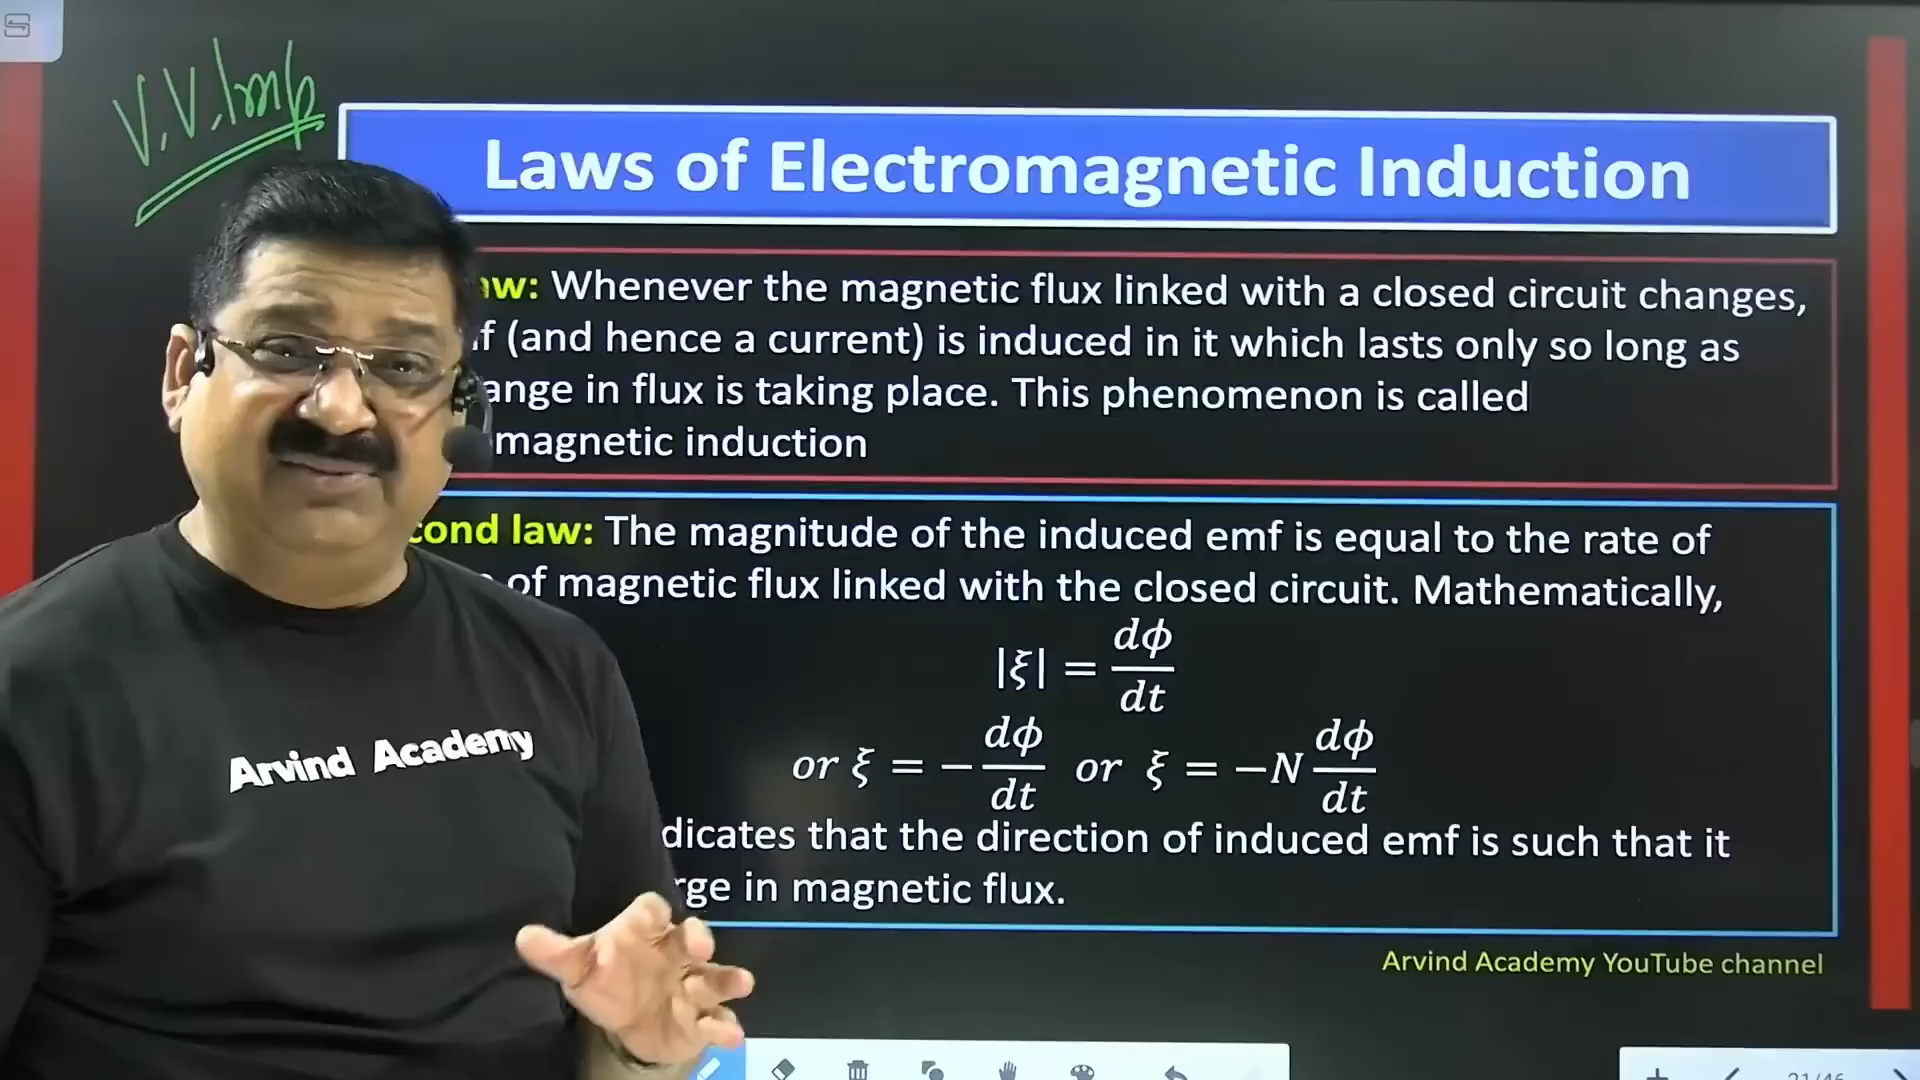 V.V.Imp
Laws of Electromagnetic Induction
aw: Whenever the magnetic flux linked with a closed circuit changes,
f (and hence a current) is induced in it which lasts only so long as
ange in flux is taking place. This phenomenon is called
magnetic induction
cond law: The magnitude of the induced emf is equal to the rate of
of magnetic flux linked with the closed circuit. Mathematically,
|ξ| = dϕ/dt
or ξ = −dϕ/dt or ξ = −N dϕ/dt
dicates that the direction of induced emf is such that it
ge in magnetic flux.
Arvind Academy
Arvind Academy YouTube channel